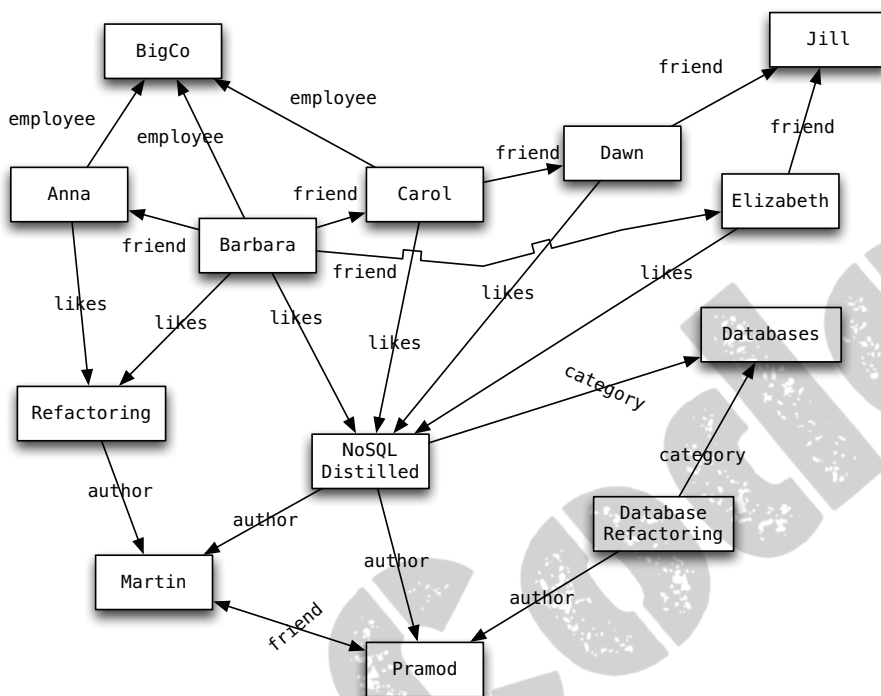 BigCo
Jill
friend
employee
employee
employee
friend
friend
Dawn
Anna
friend
Carol
Elizabeth
friend
Barbara
friend
likes
likes
likes
likes
likes
likes
Databases
category
Refactoring
NoSQL
Distilled
category
author
author
Database
Refactoring
author
Martin
author
friend
Pramod